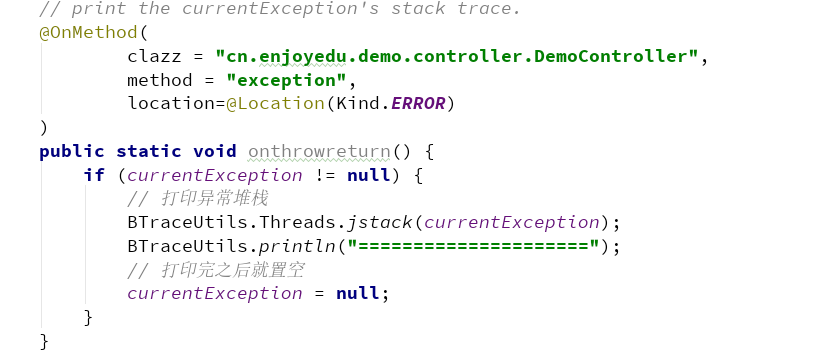 // print the currentException's stack trace.
@OnMethod(
clazz = "cn.enjoyedu.demo.controller.DemoController",
method = "exception",
location=@Location(Kind.ERROR)
)
public static void onthrowreturn() {
if (currentException != null) {
// 打印异常堆栈
BTraceUtils.Threads.jstack(currentException);
BTraceUtils.println("=====================");
// 打印完之后就置空
currentException = null;
}
}